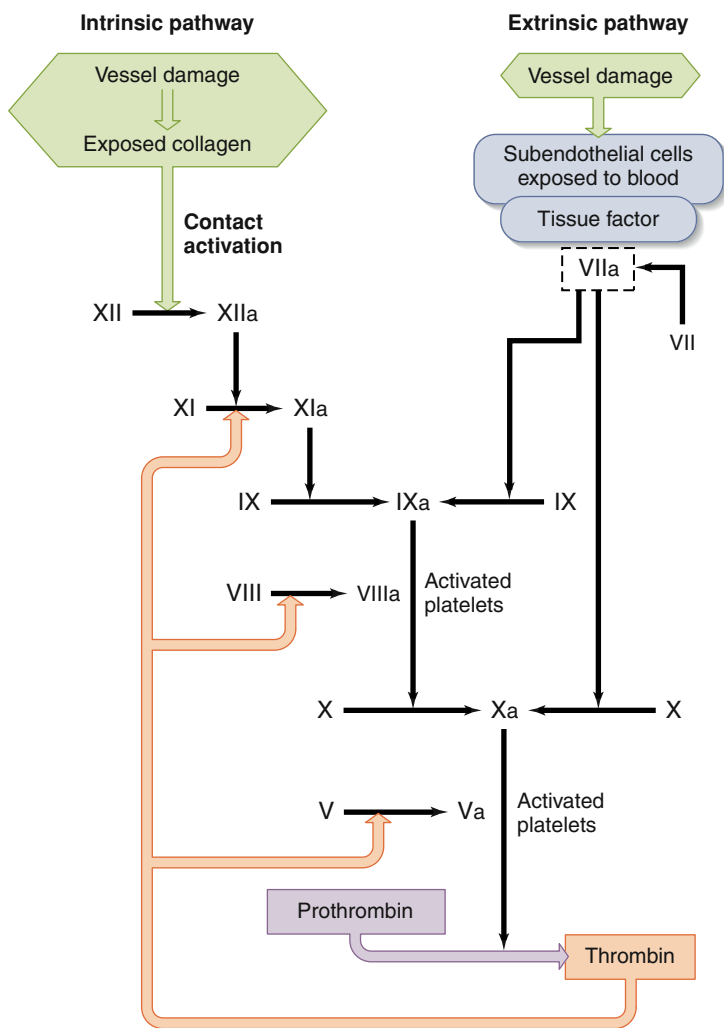 Intrinsic pathway
Extrinsic pathway
Vessel damage
Exposed collagen
Vessel damage
Subendothelial cells
exposed to blood
Tissue factor
Contact
activation
VIIa
VII
XII
XIIa
XI
XIa
IX
IXa
IX
VIII
VIIIa
Activated
platelets
X
Xa
X
V
Va
Activated
platelets
Prothrombin
Thrombin